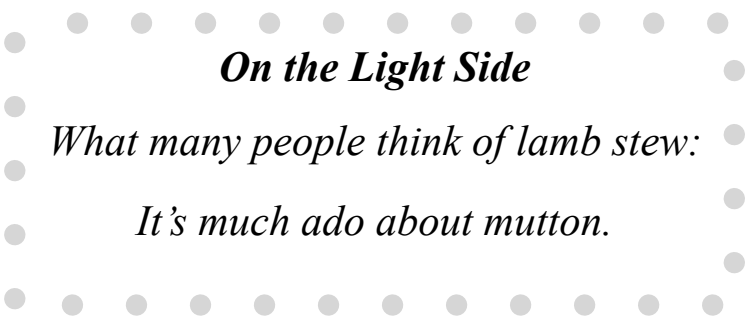 On the Light Side
What many people think of lamb stew:
It’s much ado about mutton.